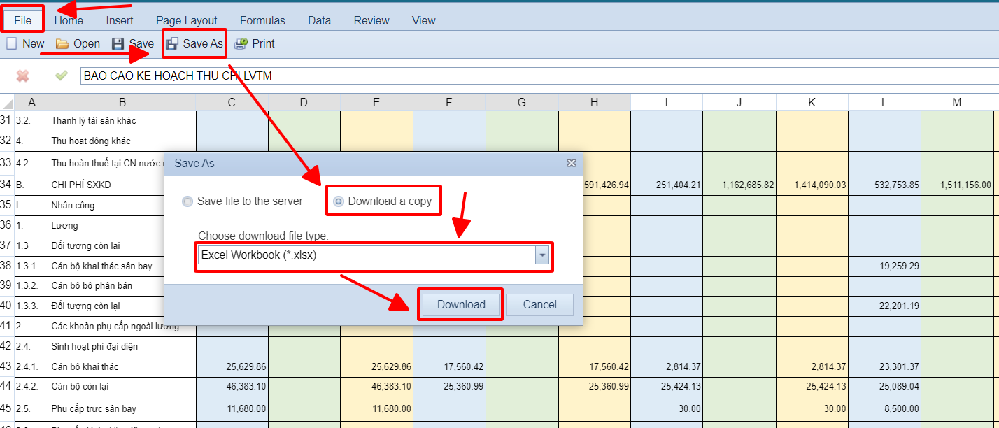 File Home Insert Page Layout Formulas Data Review View
New Open Save Save As Print
BAO CAO KẾ HOẠCH THU CHI LVTM
A B C D E F G H I J K L M
31 3.2. Thanh lý tài sản khác
32 4. Thu hoạt động khác
33 4.2. Thu hoàn thuế tại CN nước
34 B. CHI PHÍ SXKD 591,426.94 251,404.21 1,162,685.82 1,414,090.03 532,753.85 1,511,156.00
35 I. Nhân công
36 1. Lương
37 1.3 Đối tượng còn lại
38 1.3.1. Cán bộ khai thác sân bay 19,259.29
39 1.3.2. Cán bộ bộ phận bán
40 1.3.3. Đối tượng còn lại 22,201.19
41 2. Các khoản phụ cấp ngoài lương
42 2.4. Sinh hoạt phí đại diện
43 2.4.1. Cán bộ khai thác 25,629.86 25,629.86 17,560.42 17,560.42 2,814.37 2,814.37 23,301.37
44 2.4.2. Cán bộ còn lại 46,383.10 46,383.10 25,360.99 25,360.99 25,424.13 25,424.13 25,089.04
45 2.5. Phụ cấp trực sân bay 11,680.00 11,680.00 30.00 30.00 8,500.00
Save As
Save file to the server Download a copy
Choose download file type:
Excel Workbook (*.xlsx)
Download Cancel